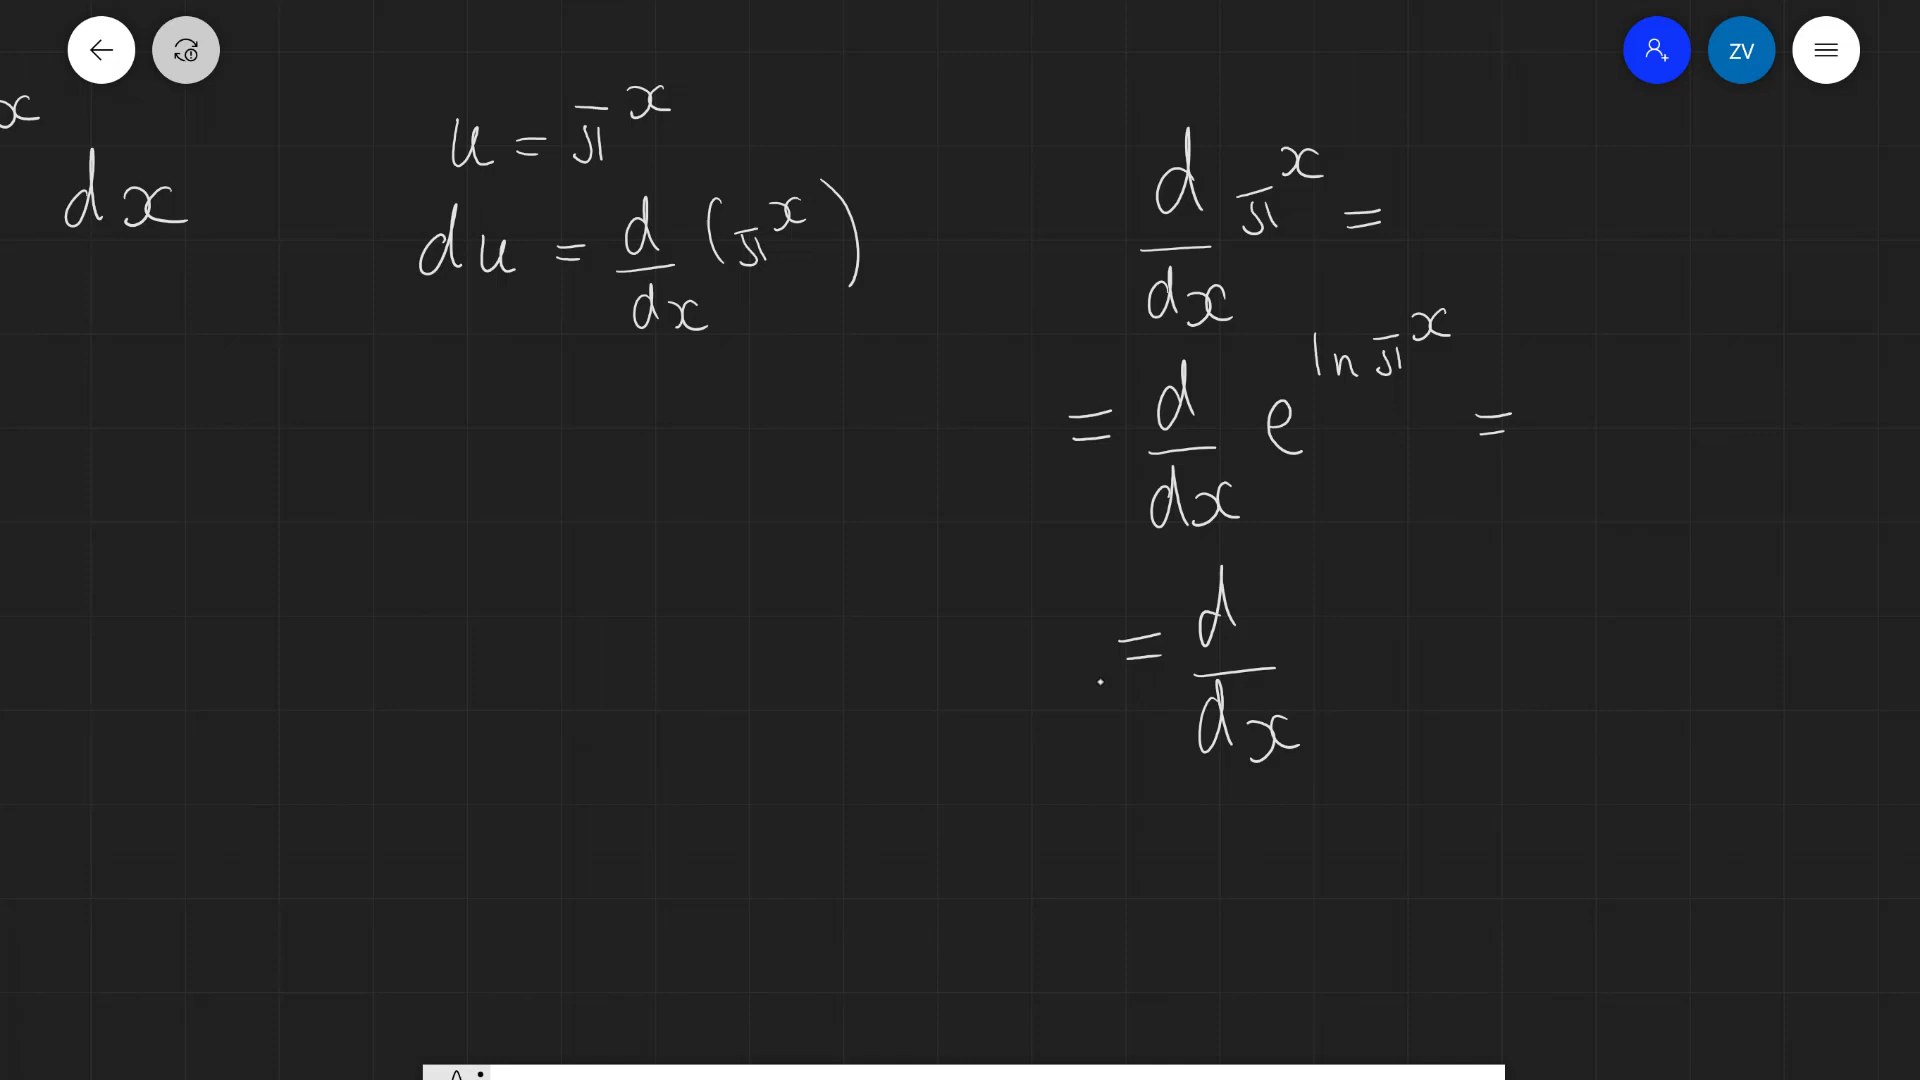 ZV
x
dx
u = π^x
du = d/dx (π^x)
d/dx π^x =
= d/dx e^{ln π^x} =
= d/dx